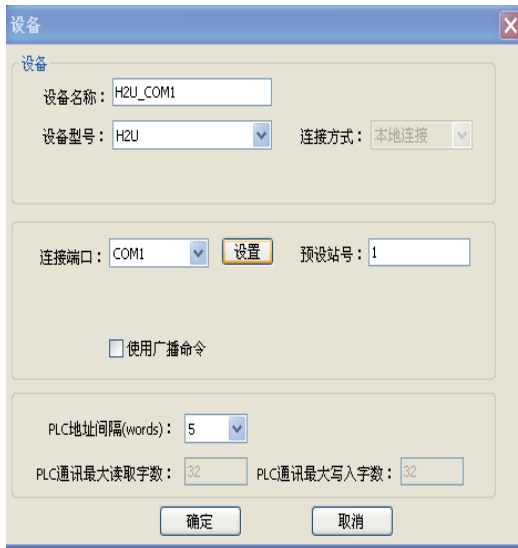 设备
设备
设备名称： H2U_COM1
设备型号： H2U 连接方式： 本地连接
连接端口： COM1 设置 预设站号： 1
使用广播命令
PLC地址间隔(words)： 5
PLC通讯最大读取字数： 32 PLC通讯最大写入字数： 32
确定 取消